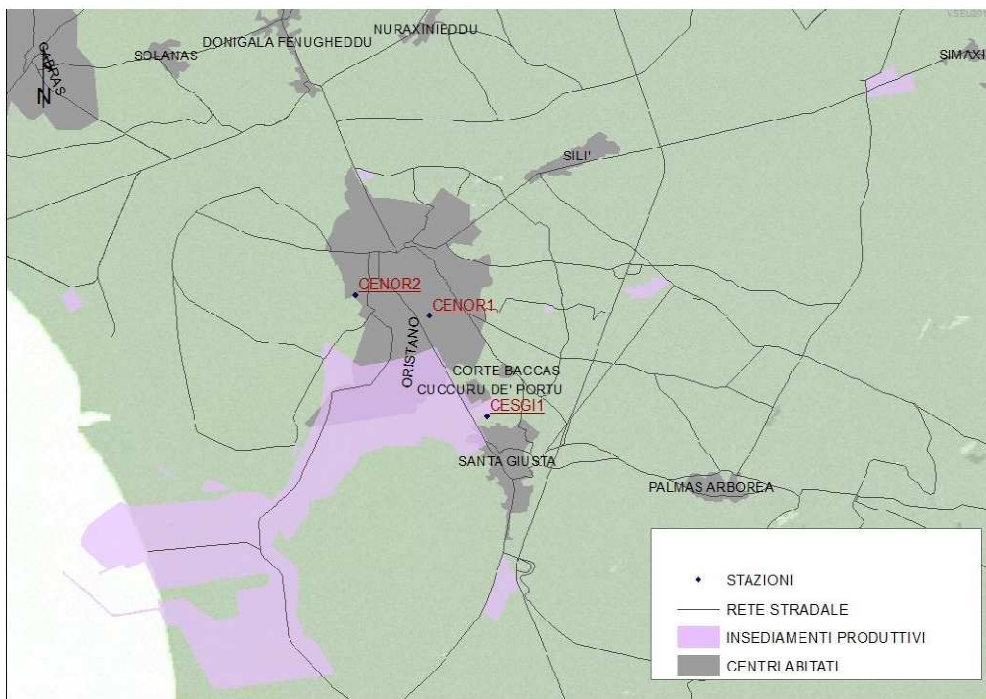 NURAXINIEDDU
DONIGALA FENUGHEDDU
SOLANAS
SIMAXI
CABRAS
N
SILI'
CENOR2
CENOR1
ORISTANO
CORTE BACCAS
CUCCURU DE' PORTU
CESGI1
SANTA GIUSTA
PALMAS ARBOREA
STAZIONI
RETE STRADALE
INSEDIAMENTI PRODUTTIVI
CENTRI ABITATI